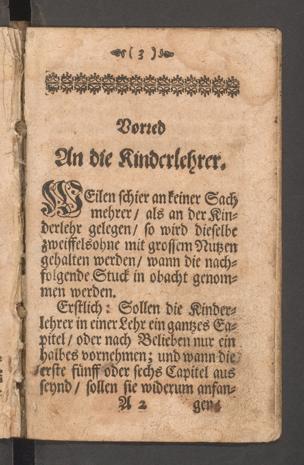 ( 3 )
Vorred
An die Kinderlehrer.
WEilen schier an keiner Sach
mehrer / als an der Kin-
derlehr gelegen / so wird dieselbe
zweiffelsohne mit grossem Nutzen
gehalten werden / wann die nach-
folgende Stuck in obacht genom-
men werden.
Erstlich: Sollen die Kinder-
lehrer in einer Lehr ein gantzes Ca-
pitel / oder nach Belieben nur ein
halbes vornehmen; und wann die
erste fünff oder sechs Capitel aus
seynd / sollen sie widerum anfan-
A 2 gen